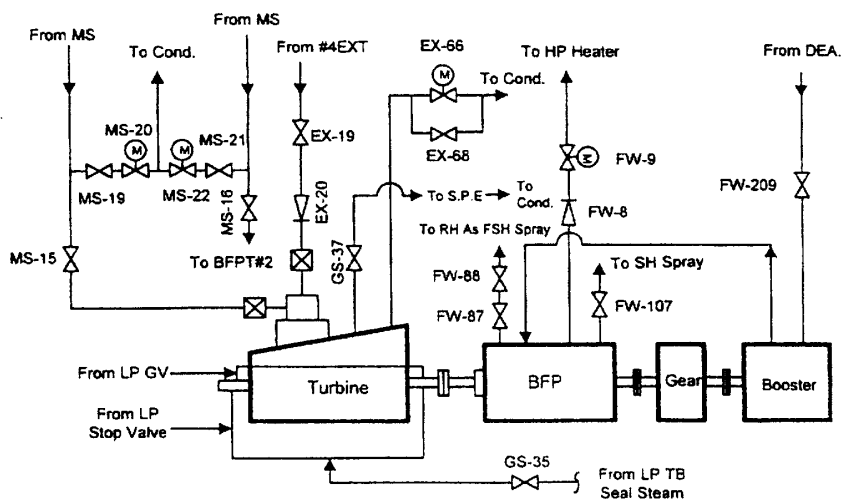 From MS
To Cond.
From MS
From #4EXT
EX-66
To HP Heater
From DEA.
M
To Cond.
MS-20
MS-21
M
M
EX-19
EX-68
M
FW-9
MS-19
MS-22
MS-16
EX-20
To S.P.E
To
Cond.
FW-8
FW-209
MS-15
To BFPT#2
GS-37
To RH As FSH Spray
FW-88
To SH Spray
FW-87
FW-107
From LP GV
Turbine
BFP
Gear
Booster
From LP
Stop Valve
GS-35
From LP TB
Seal Steam